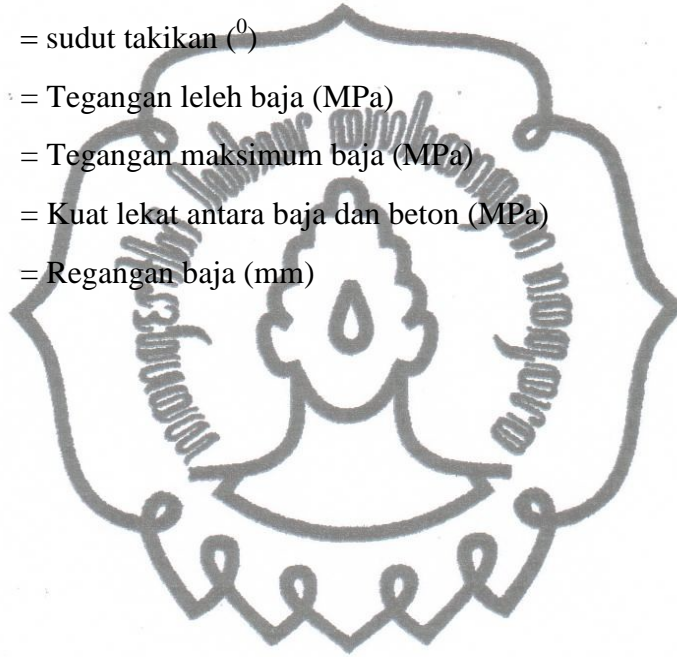 = sudut takikan (⁰)
= Tegangan leleh baja (MPa)
= Tegangan maksimum baja (MPa)
= Kuat lekat antara baja dan beton (MPa)
= Regangan baja (mm)